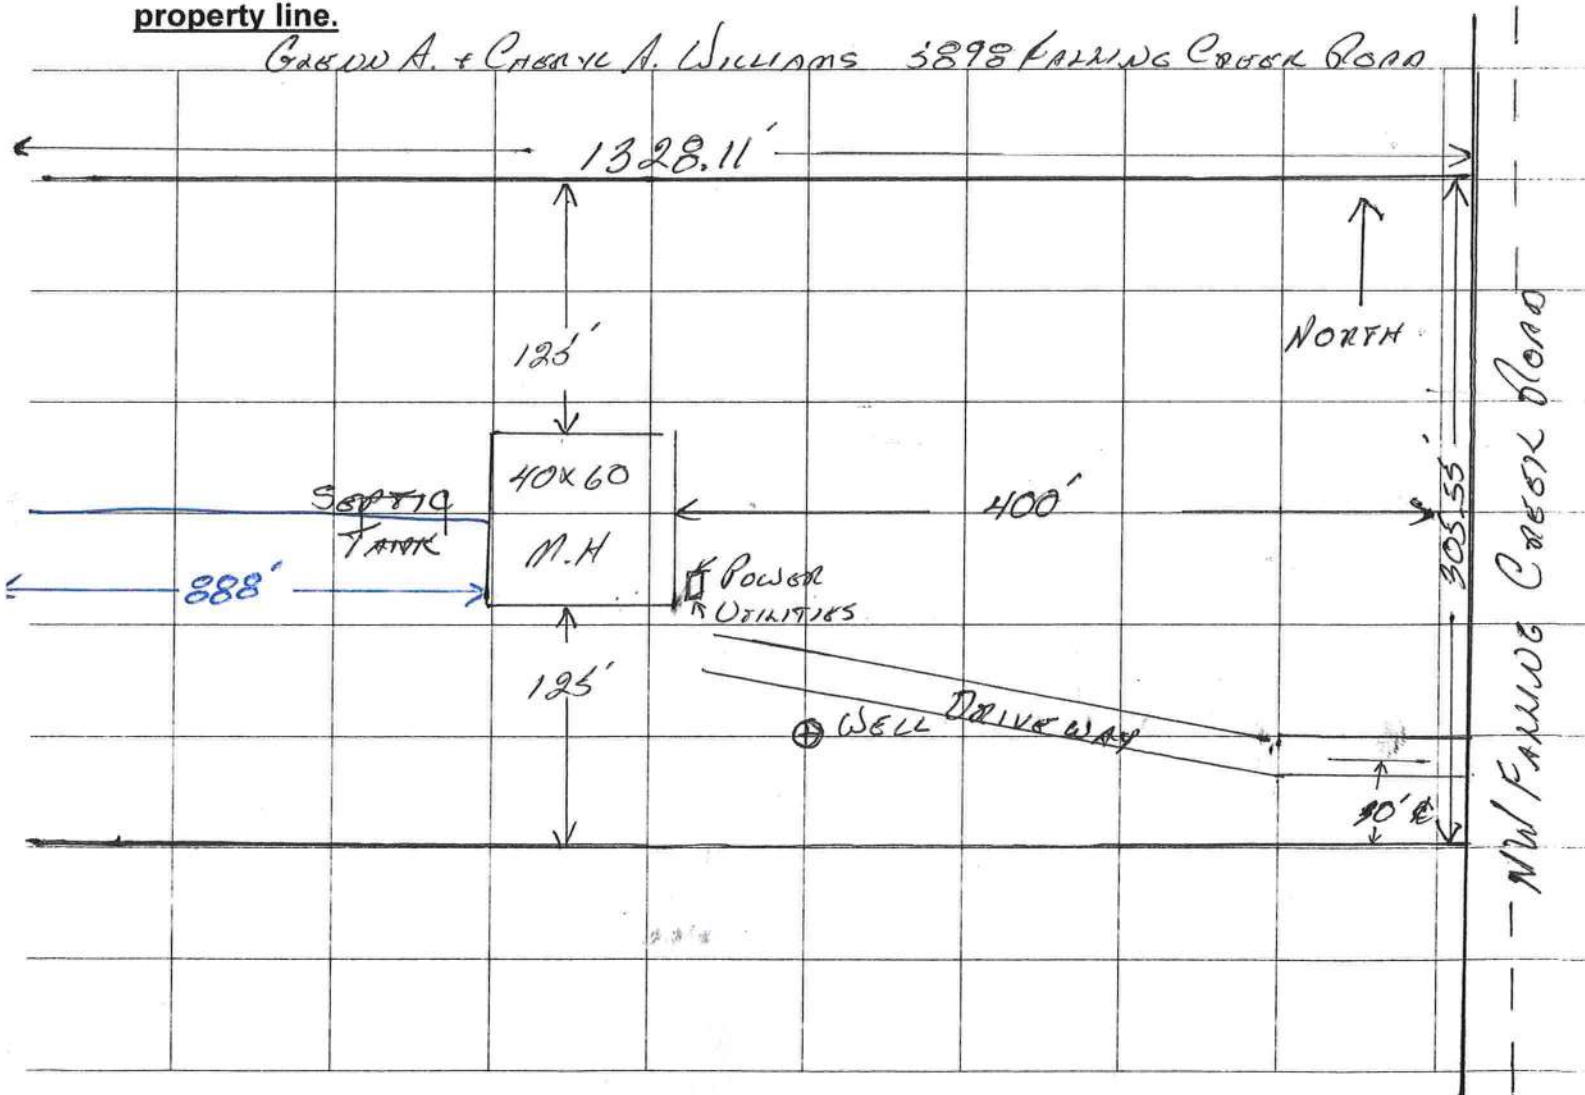 property line.
GLENN A. + CHERYL A. WILLIAMS 3898 FALLING CREEK ROAD
1328.11'
NORTH
125'
40x60
M.H
SEPTIC
TANK
400'
305.55'
888'
POWER
UTILITIES
125'
WELL
DRIVEWAY
NW FALLING CREEK ROAD